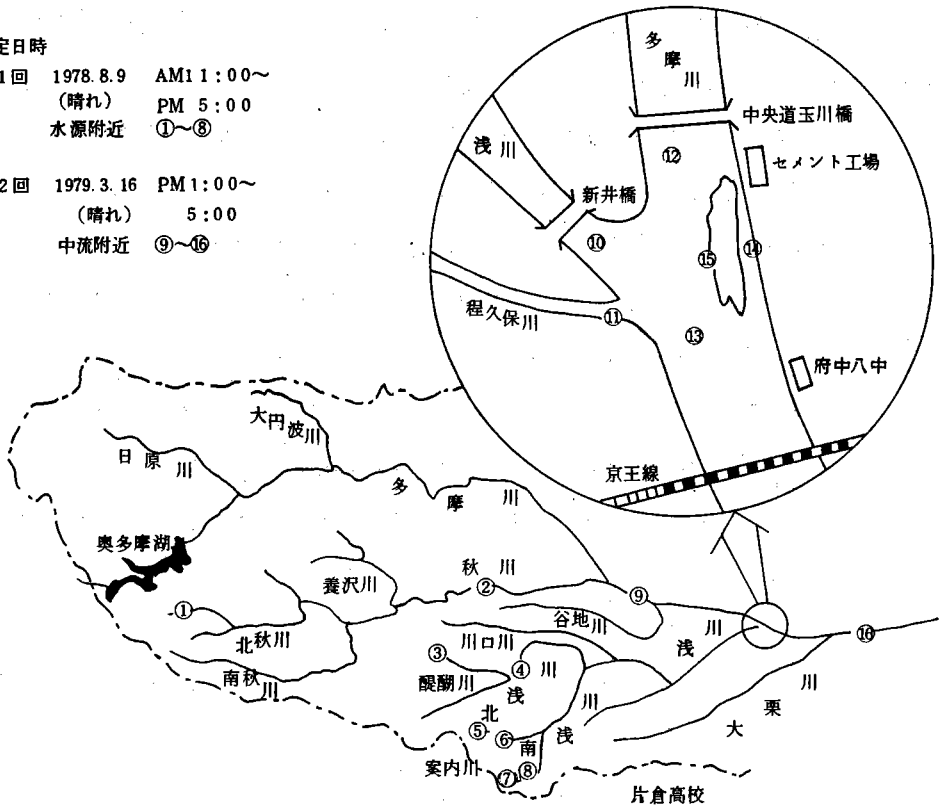 定日時
1回 1978.8.9 AM11:00~
(晴れ) PM 5:00
水源附近 ①~⑧
2回 1979.3.16 PM1:00~
(晴れ) 5:00
中流附近 ⑨~⑯
多摩川
中央道玉川橋
浅川
⑫
セメント工場
新井橋
⑩
⑮
⑭
程久保川
⑪
⑬
府中八中
京王線
大円波川
日原川
多摩川
奥多摩湖
秋川
養沢川
②
①
⑨
谷地川
北秋川
川口川
浅川
⑯
③
④
南秋川
醍醐川
北浅川
大栗川
⑤
⑥
南浅川
案内川
⑦
⑧
片倉高校